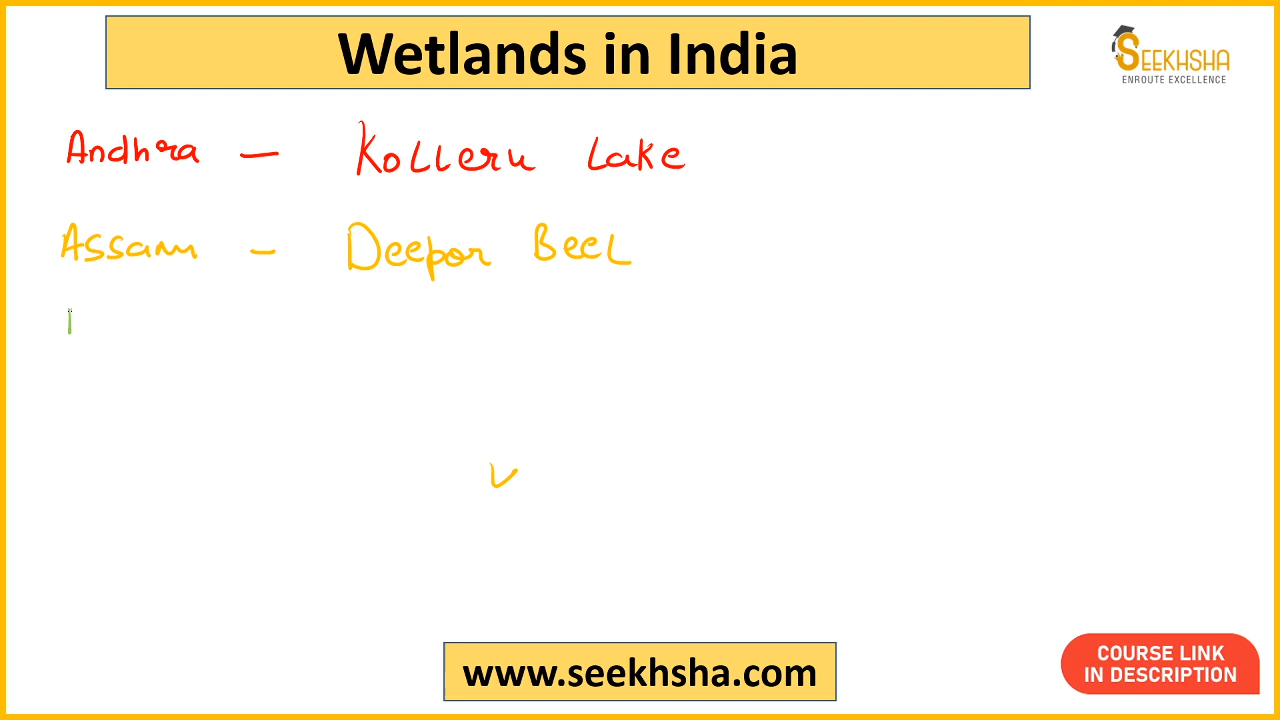 Wetlands in India
SEEKHSHA
ENROUTE EXCELLENCE
Andhra - Kolleru Lake
Assam - Deepor Beel
www.seekhsha.com
COURSE LINK
IN DESCRIPTION